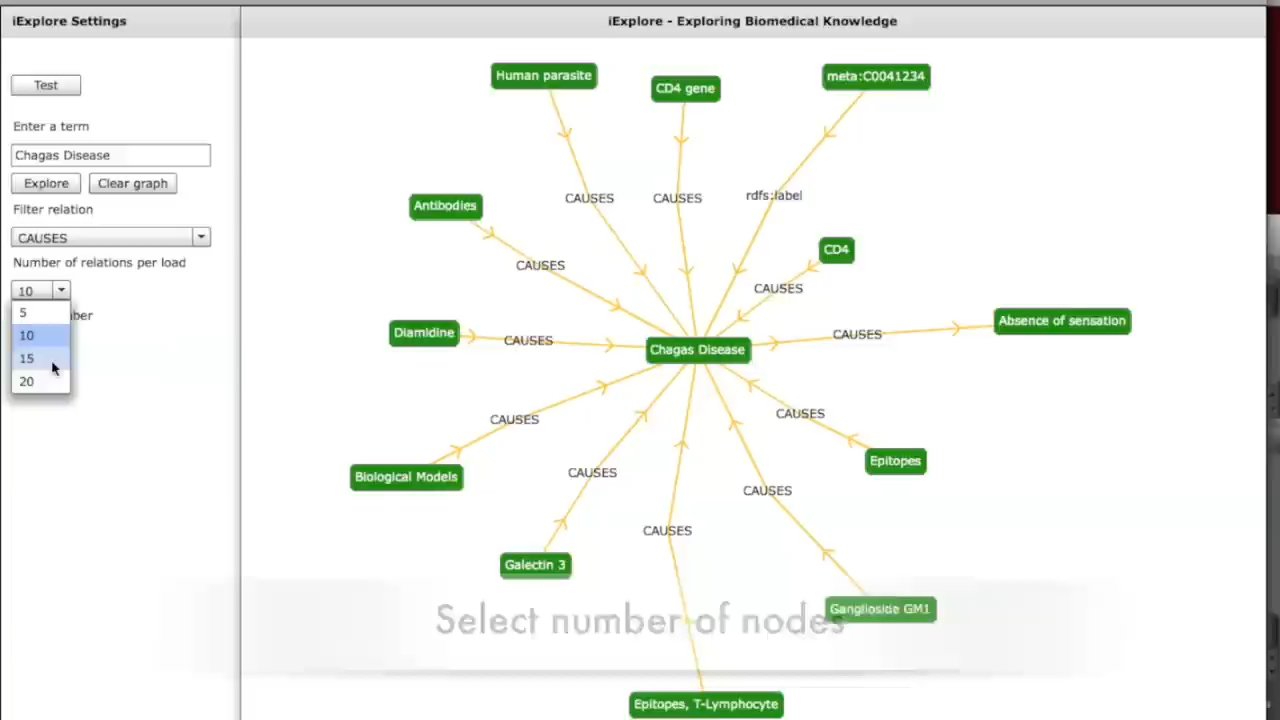 iExplore Settings
iExplore - Exploring Biomedical Knowledge
Test
Enter a term
Chagas Disease
Explore
Clear graph
Filter relation
CAUSES
Number of relations per load
10
5
10
15
20
Human parasite
CD4 gene
meta:C0041234
CAUSES
CAUSES
rdfs:label
Antibodies
CAUSES
CD4
CAUSES
Diamidine
CAUSES
Chagas Disease
CAUSES
Absence of sensation
CAUSES
CAUSES
Epitopes
Biological Models
CAUSES
CAUSES
CAUSES
Galectin 3
Ganglioside GM1
Select number of nodes
Epitopes, T-Lymphocyte